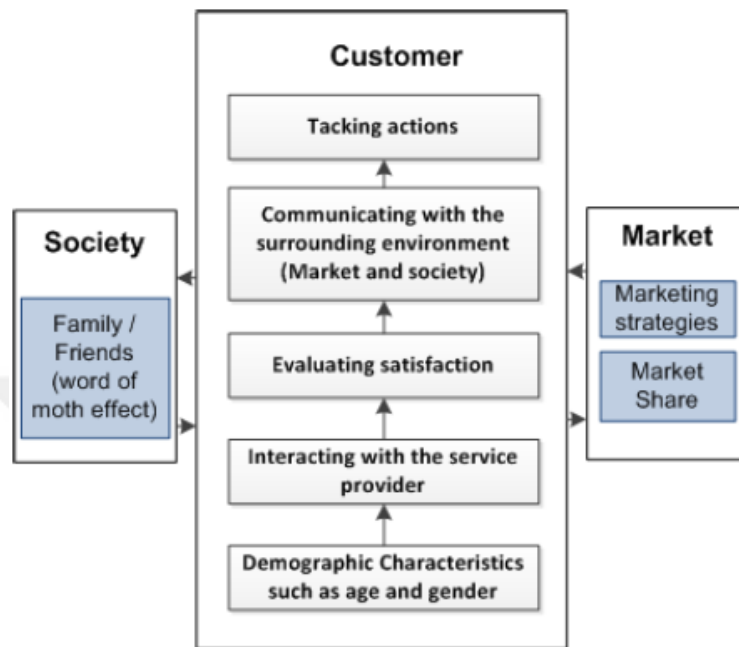 Customer
Tacking actions
Communicating with the
surrounding environment
(Market and society)
Evaluating satisfaction
Interacting with the service
provider
Demographic Characteristics
such as age and gender
Society
Family /
Friends
(word of
moth effect)
Market
Marketing
strategies
Market
Share